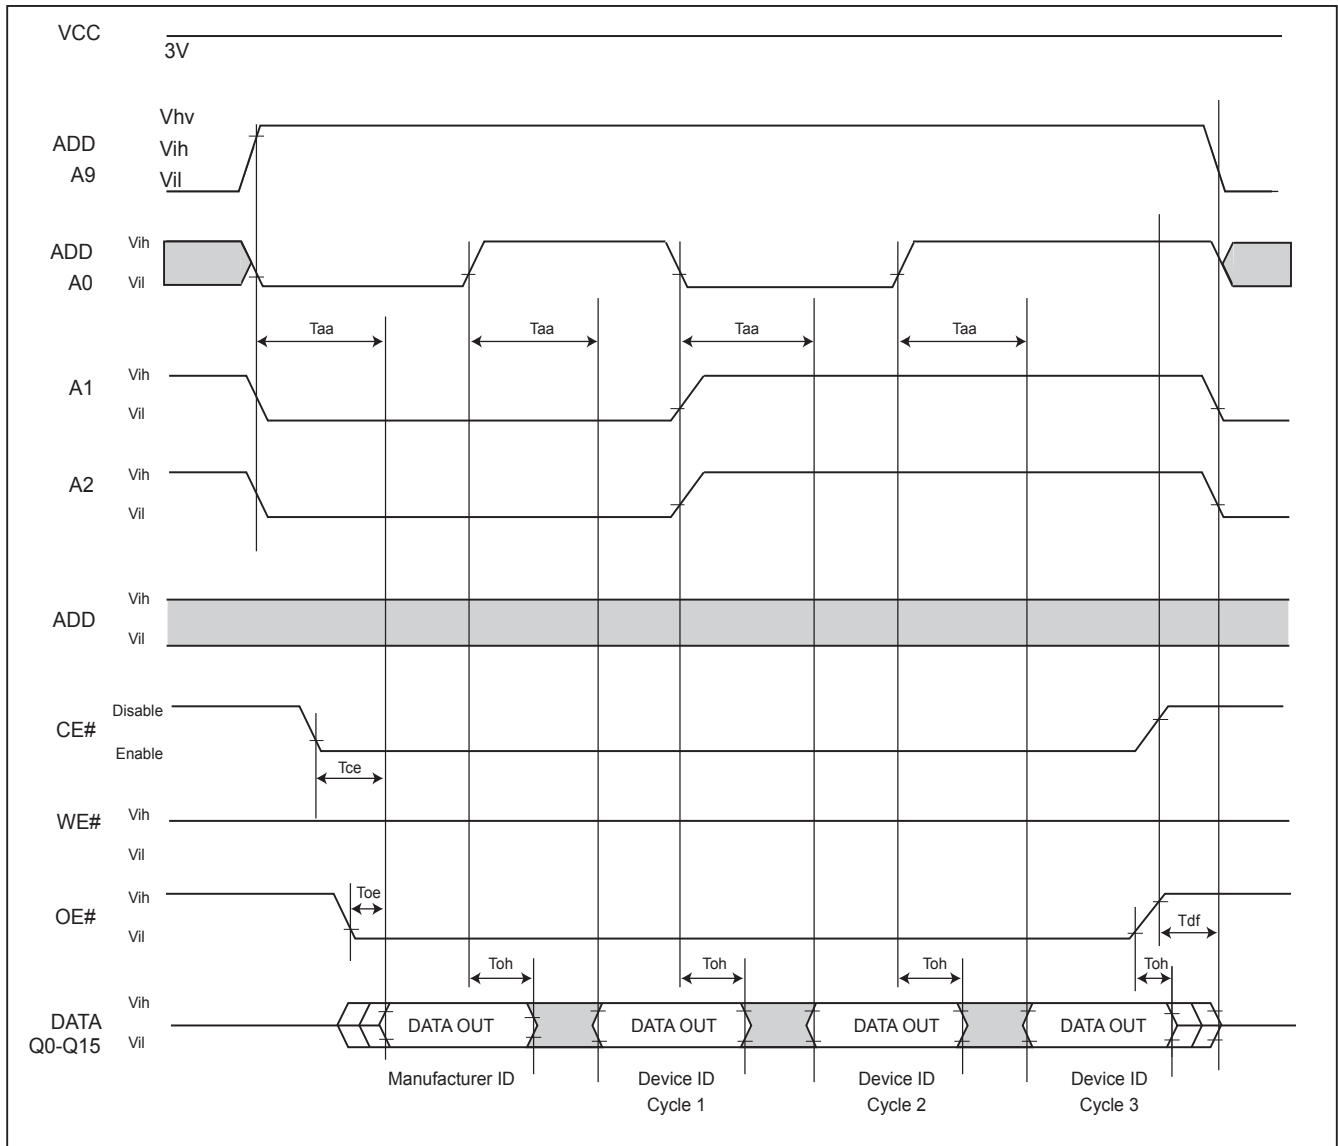 VCC
3V
Vhv
ADD
Vih
A9
Vil
ADD
Vih
A0
Vil
Taa
Taa
Taa
Taa
A1
Vih
Vil
A2
Vih
Vil
ADD
Vih
Vil
CE#
Disable
Enable
Tce
WE#
Vih
Vil
OE#
Vih
Vil
Toe
Tdf
Toh
Toh
Toh
Toh
DATA
Q0-Q15
Vih
Vil
DATA OUT
DATA OUT
DATA OUT
DATA OUT
Manufacturer ID
Device ID
Cycle 1
Device ID
Cycle 2
Device ID
Cycle 3